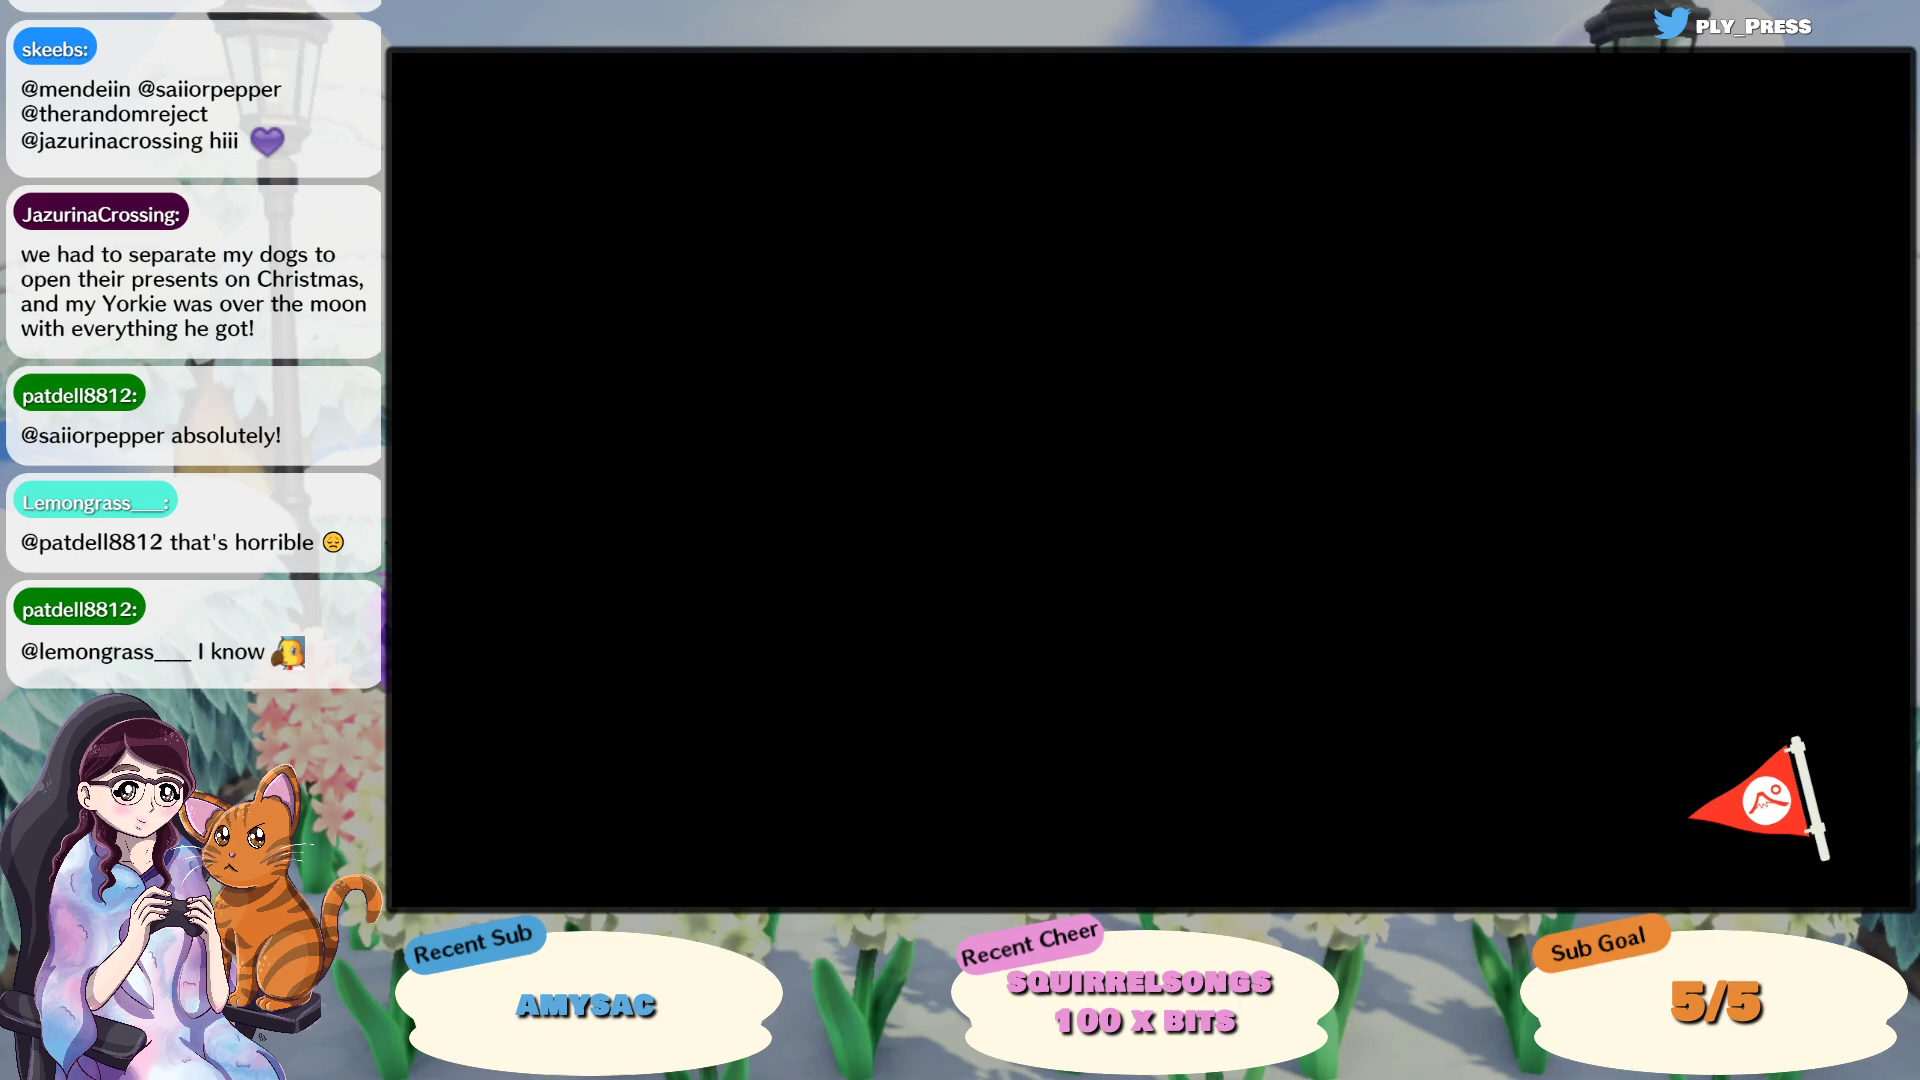 PLY_PRESS
skeebs:
@mendeiin @saiiorpepper
@therandomreject
@jazurinacrossing hiii 💜
JazurinaCrossing:
we had to separate my dogs to
open their presents on Christmas,
and my Yorkie was over the moon
with everything he got!
patdell8812:
@saiiorpepper absolutely!
Lemongrass____:
@patdell8812 that's horrible 😔
patdell8812:
@lemongrass____ I know
Recent Sub
AMYSAC
Recent Cheer
SQUIRRELSONGS
100 X BITS
Sub Goal
5/5